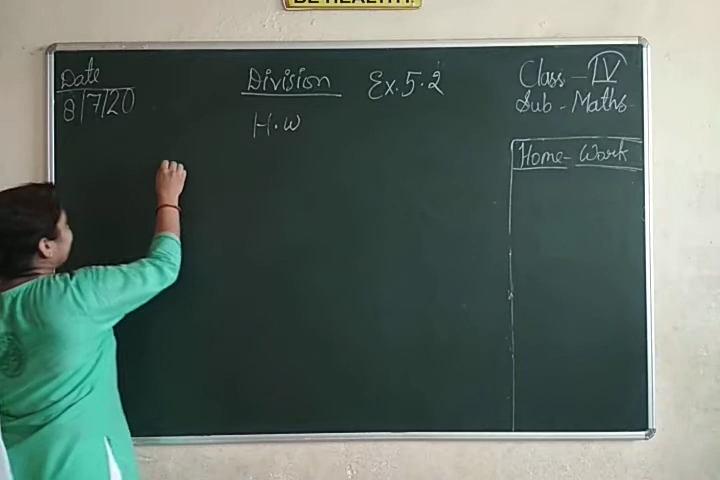 BE HEALTHY.
Date
8/7/20
Division Ex. 5.2
H.W
Class - IV
Sub - Maths
Home-Work